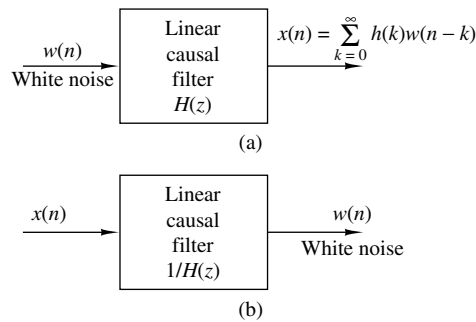 w(n)
White noise
Linear
causal
filter
H(z)
x(n) = ∑_{k = 0}^{∞} h(k)w(n – k)
(a)
x(n)
Linear
causal
filter
1/H(z)
w(n)
White noise
(b)